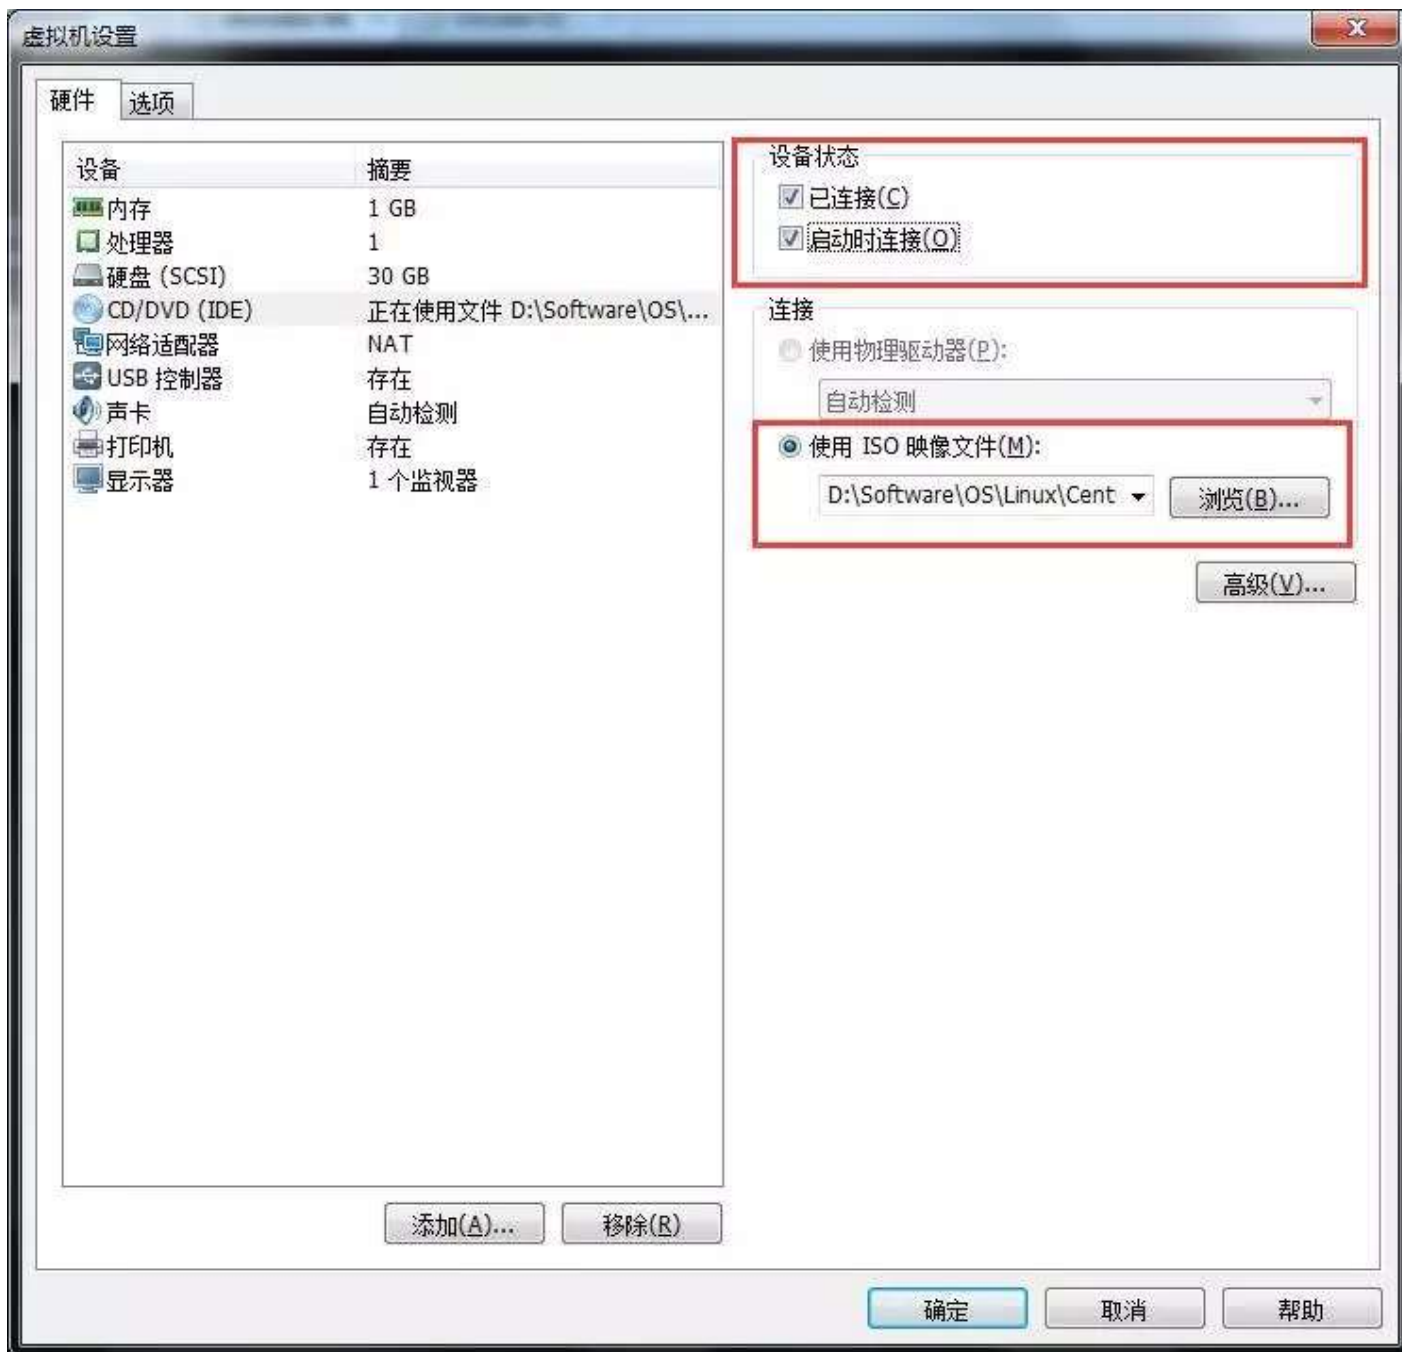 虚拟机设置
硬件 选项
设备 摘要
内存 1 GB
处理器 1
硬盘 (SCSI) 30 GB
CD/DVD (IDE) 正在使用文件 D:\Software\OS\...
网络适配器 NAT
USB 控制器 存在
声卡 自动检测
打印机 存在
显示器 1 个监视器
添加(A)... 移除(R)
设备状态
已连接(C)
启动时连接(O)
连接
使用物理驱动器(P):
自动检测
使用 ISO 映像文件(M):
D:\Software\OS\Linux\Cent 浏览(B)...
高级(V)...
确定 取消 帮助